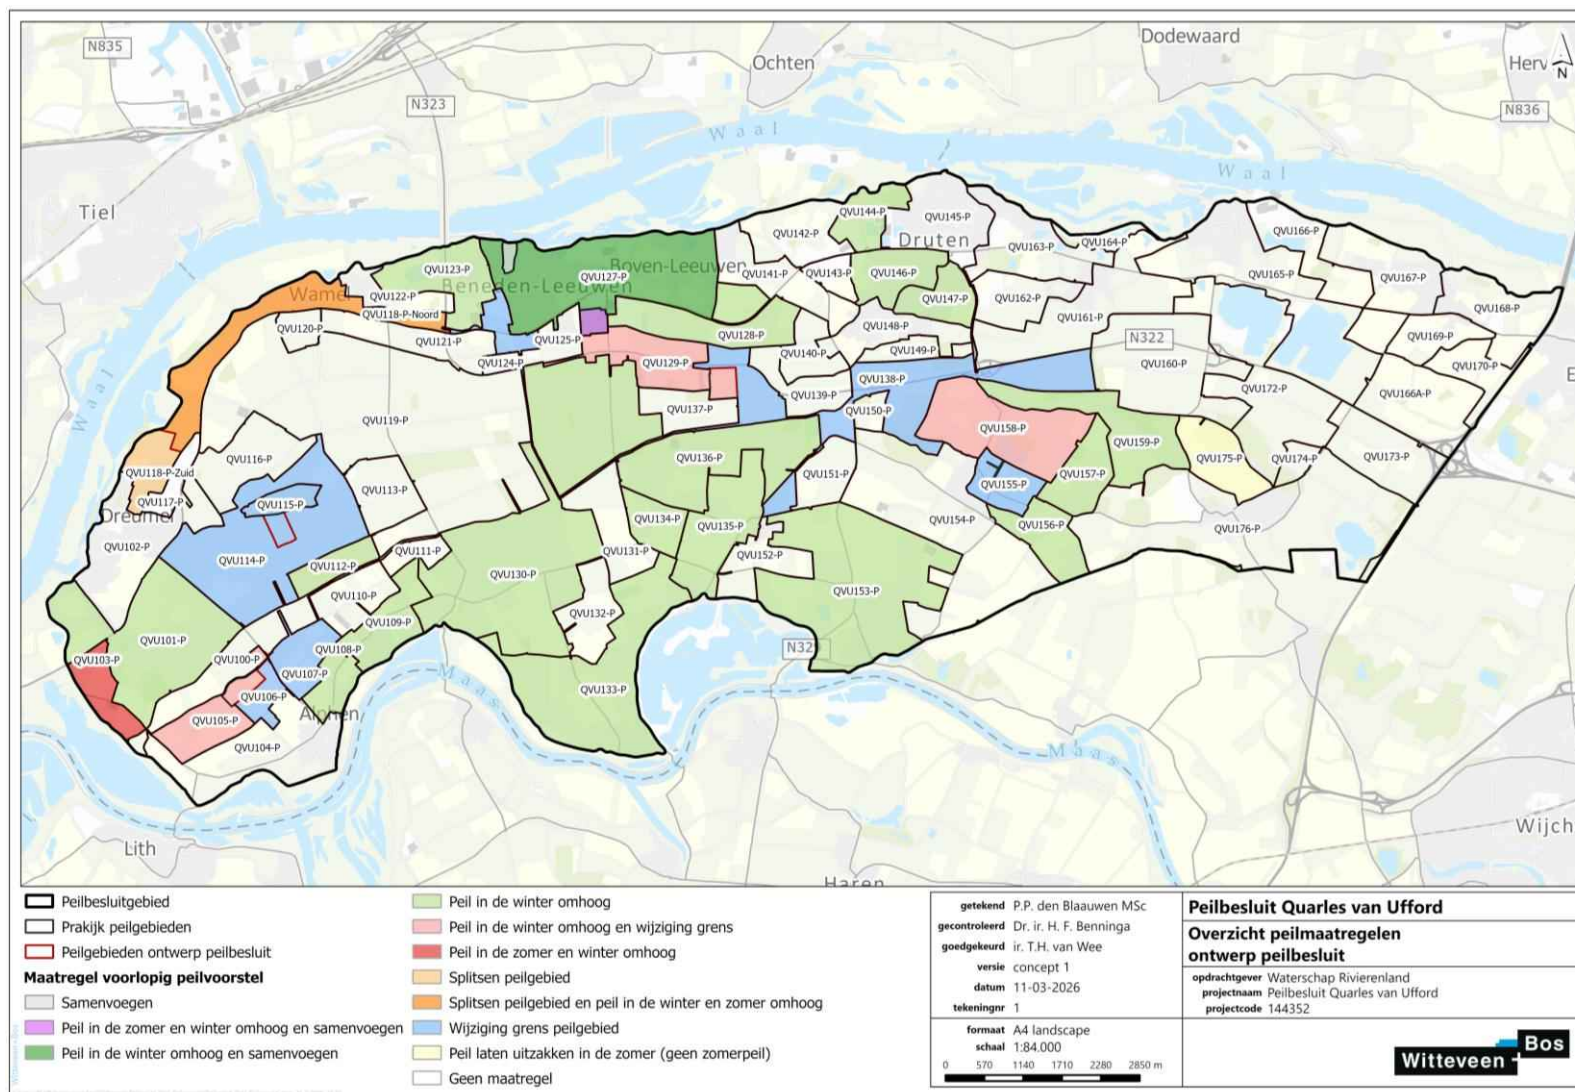 Dodewaard
Ochten
Herv
N
N835
N323
N836
Waal
Waal
Tiel
QVU144-P
QVU145-P
QVU142-P
Druten
QVU163-P
QVU164-P
QVU166-P
QVU123-P
Boven-Leeuwen
QVU127-P
QVU141-P
QVU143-P
QVU146-P
QVU165-P
QVU167-P
Beneden-Leeuwen
Wamel
QVU122-P
QVU147-P
QVU162-P
QVU168-P
QVU118-P-Noord
QVU120-P
QVU121-P
QVU125-P
QVU128-P
QVU148-P
QVU161-P
N322
QVU169-P
QVU124-P
QVU129-P
QVU140-P
QVU149-P
QVU160-P
QVU170-P
E
Waal
QVU138-P
QVU172-P
QVU166A-P
QVU139-P
QVU137-P
QVU150-P
QVU119-P
QVU158-P
QVU159-P
QVU116-P
QVU136-P
QVU175-P
QVU174-P
QVU173-P
QVU118-P-Zuid
QVU151-P
QVU157-P
QVU117-P
QVU113-P
QVU115-P
QVU155-P
Dreumel
QVU134-P
QVU135-P
QVU154-P
QVU156-P
QVU176-P
QVU102-P
QVU111-P
QVU131-P
QVU152-P
QVU114-P
QVU112-P
QVU130-P
QVU110-P
QVU153-P
QVU132-P
QVU109-P
QVU101-P
QVU108-P
N329
QVU103-P
QVU100-P
QVU107-P
Maas
QVU133-P
QVU106-P
QVU105-P
Alphen
QVU104-P
Maas
Lith
Wijch
Haren
Peilbesluitgebied
Prakijk peilgebieden
Peilgebieden ontwerp peilbesluit
Maatregel voorlopig peilvoorstel
Samenvoegen
Peil in de zomer en winter omhoog en samenvoegen
Peil in de winter omhoog en samenvoegen
Peil in de winter omhoog
Peil in de winter omhoog en wijziging grens
Peil in de zomer en winter omhoog
Splitsen peilgebied
Splitsen peilgebied en peil in de winter en zomer omhoog
Wijziging grens peilgebied
Peil laten uitzakken in de zomer (geen zomerpeil)
Geen maatregel
getekend P.P. den Blaauwen MSc
gecontroleerd Dr. ir. H. F. Benninga
goedgekeurd ir. T.H. van Wee
versie concept 1
datum 11-03-2026
tekeningnr 1
formaat A4 landscape
schaal 1:84.000
0 570 1140 1710 2280 2850 m
Peilbesluit Quarles van Ufford
Overzicht peilmaatregelen
ontwerp peilbesluit
opdrachtgever Waterschap Rivierenland
projectnaam Peilbesluit Quarles van Ufford
projectcode 144352
Witteveen Bos